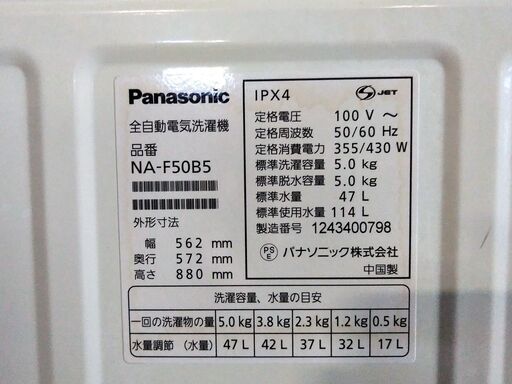 Panasonic
全自動電気洗濯機
品番
NA-F50B5
外形寸法
幅 562 mm
奥行 572 mm
高さ 880 mm
IPX4
S JET
定格電圧 100 V ～
定格周波数 50/60 Hz
定格消費電力 355/430 W
標準洗濯容量 5.0 kg
標準脱水容量 5.0 kg
標準水量 47 L
標準使用水量 114 L
製造番号 1243400798
PS E パナソニック株式会社
中国製
洗濯容量、水量の目安
一回の洗濯物の量 5.0 kg 3.8 kg 2.3 kg 1.2 kg 0.5 kg
水量調節 (水量) 47 L 42 L 37 L 32 L 17 L